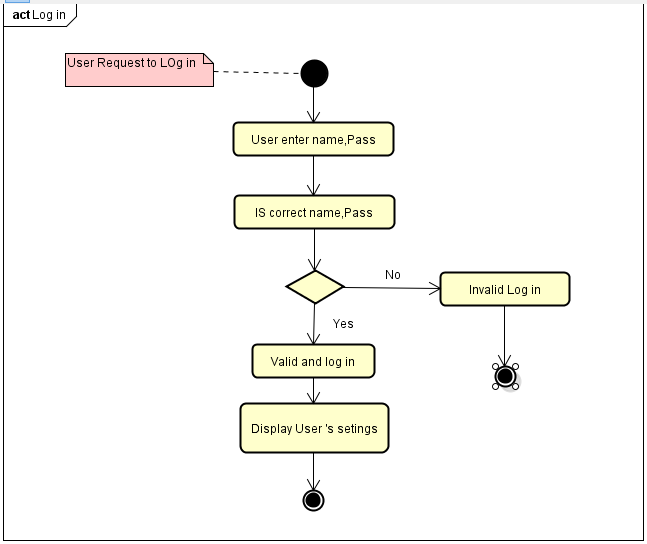 act Log in
User Request to LOg in
User enter name,Pass
IS correct name,Pass
No
Invalid Log in
Yes
Valid and log in
Display User 's setings